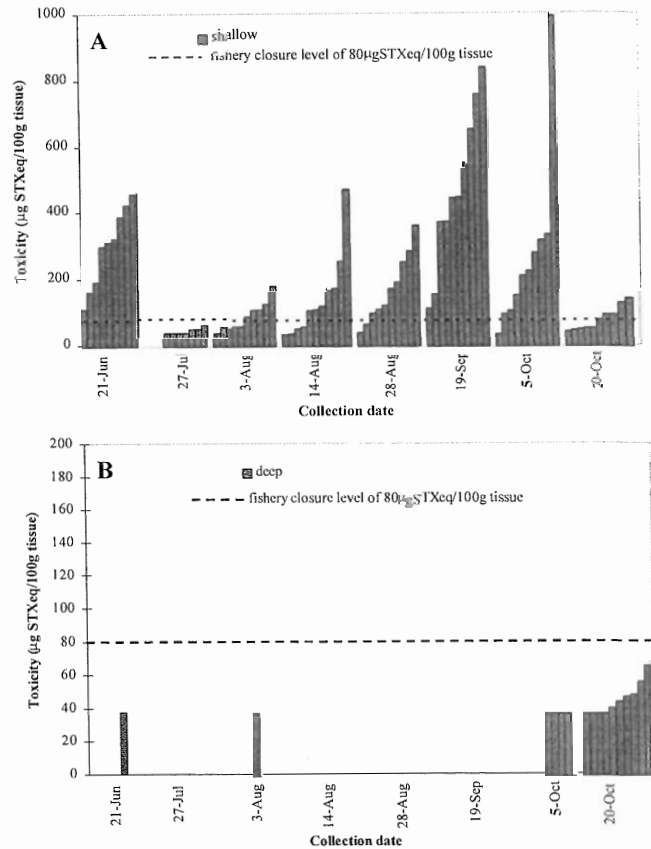 A
shallow
fishery closure level of 80µgSTXeq/100g tissue
Toxicity (µg STXeq/100g tissue)
1000
800
600
400
200
0
21-Jun
27-Jul
3-Aug
14-Aug
28-Aug
19-Sep
5-Oct
20-Oct
Collection date
B
deep
fishery closure level of 80µgSTXeq/100g tissue
Toxicity (µg STXeq/100g tissue)
200
180
160
140
120
100
80
60
40
20
0
21-Jun
27-Jul
3-Aug
14-Aug
28-Aug
19-Sep
5-Oct
20-Oct
Collection date